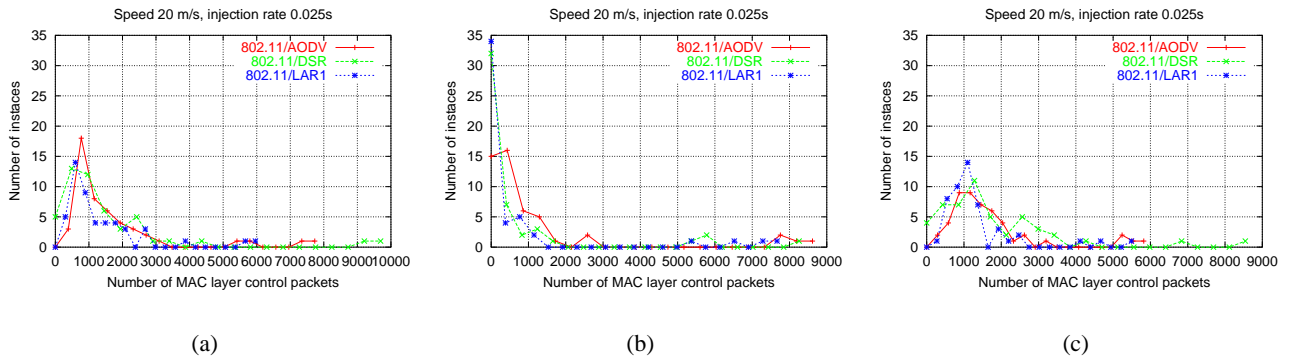 Speed 20 m/s, injection rate 0.025s
35
30
25
20
15
10
5
0
Number of instaces
802.11/AODV
802.11/DSR
802.11/LAR1
0 1000 2000 3000 4000 5000 6000 7000 8000 9000 10000
Number of MAC layer control packets
(a)
Speed 20 m/s, injection rate 0.025s
35
30
25
20
15
10
5
0
Number of instaces
802.11/AODV
802.11/DSR
802.11/LAR1
0 1000 2000 3000 4000 5000 6000 7000 8000 9000
Number of MAC layer control packets
(b)
Speed 20 m/s, injection rate 0.025s
35
30
25
20
15
10
5
0
Number of instaces
802.11/AODV
802.11/DSR
802.11/LAR1
0 1000 2000 3000 4000 5000 6000 7000 8000 9000
Number of MAC layer control packets
(c)